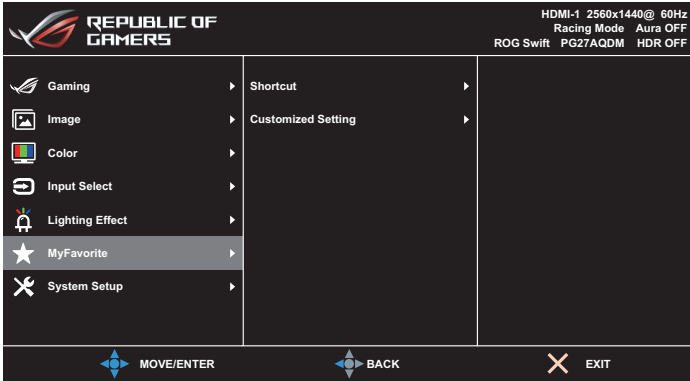 REPUBLIC OF
GAMERS
HDMI-1 2560x1440@ 60Hz
Racing Mode Aura OFF
ROG Swift PG27AQDM HDR OFF
Gaming
Image
Color
Input Select
Lighting Effect
MyFavorite
System Setup
Shortcut
Customized Setting
MOVE/ENTER
BACK
EXIT